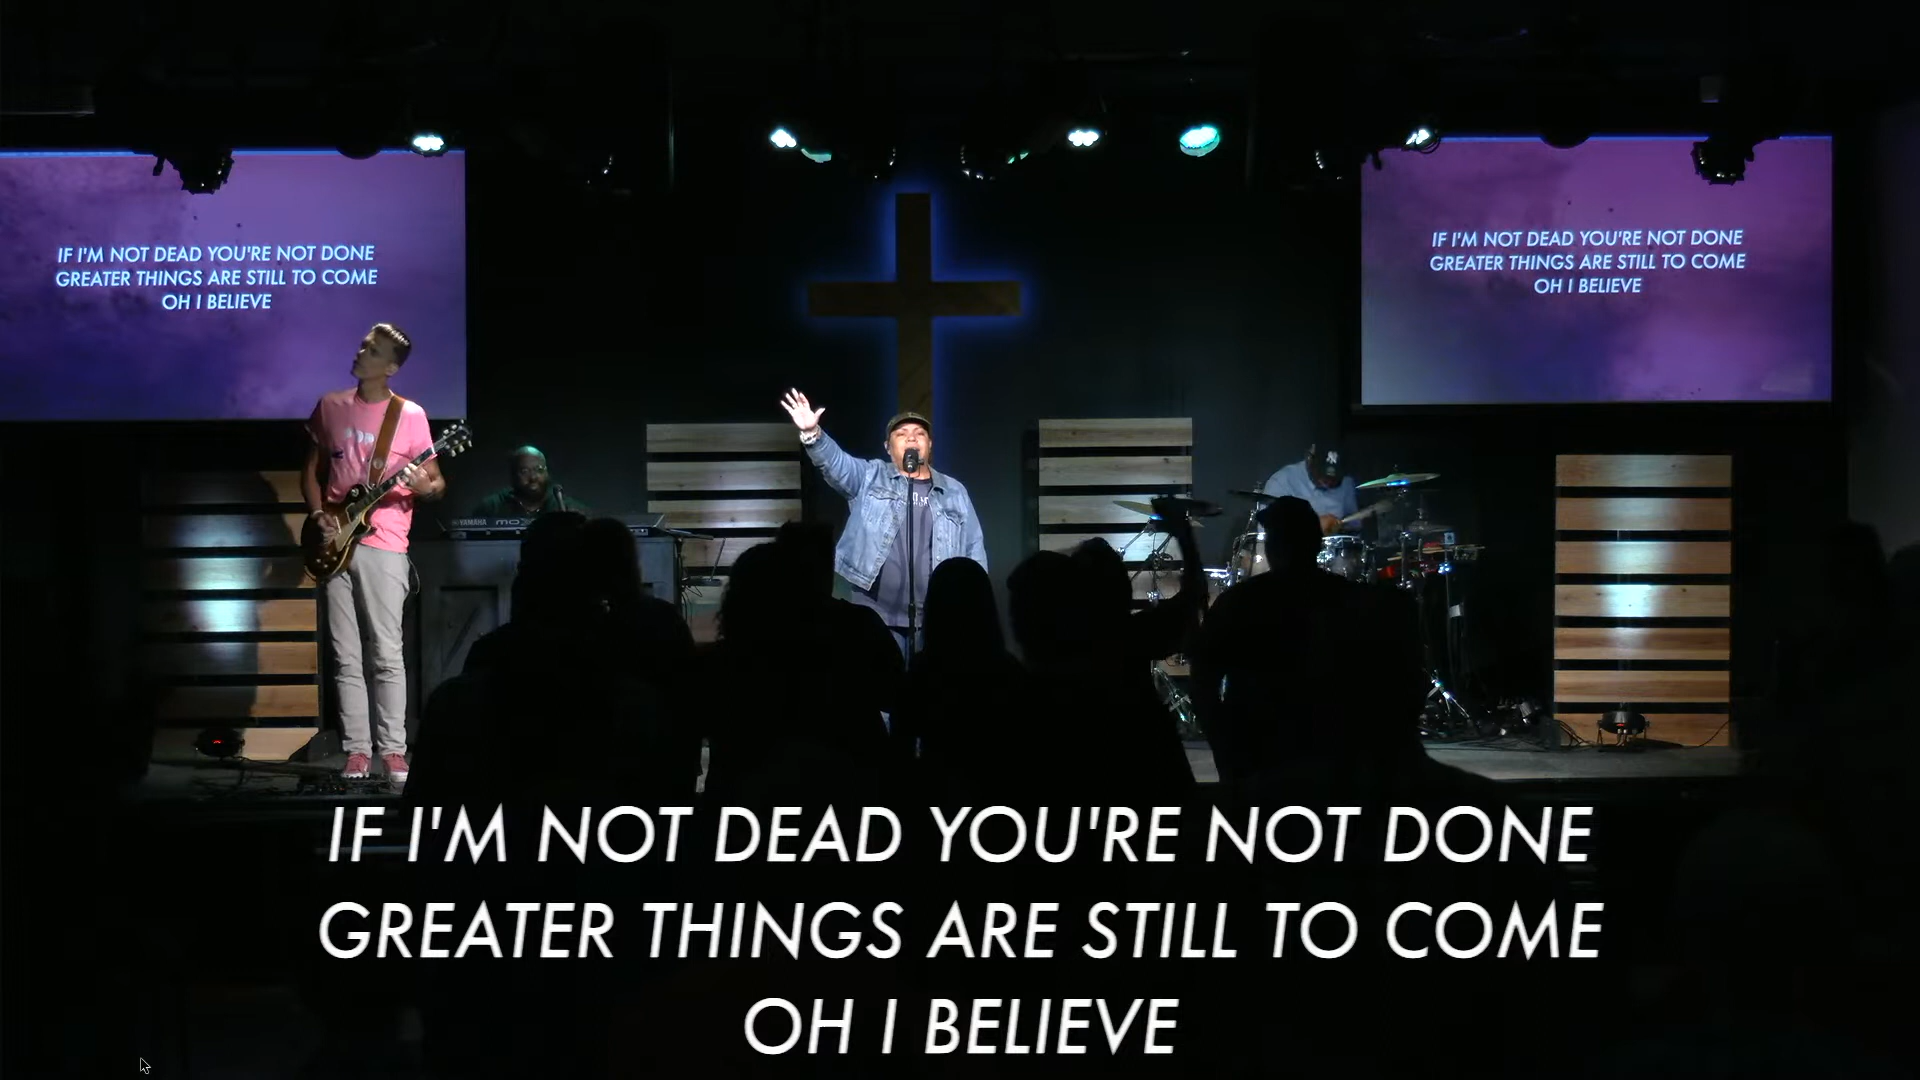 IF I'M NOT DEAD YOU'RE NOT DONE
GREATER THINGS ARE STILL TO COME
OH I BELIEVE
IF I'M NOT DEAD YOU'RE NOT DONE
GREATER THINGS ARE STILL TO COME
OH I BELIEVE
YAMAHA
IF I'M NOT DEAD YOU'RE NOT DONE
GREATER THINGS ARE STILL TO COME
OH I BELIEVE